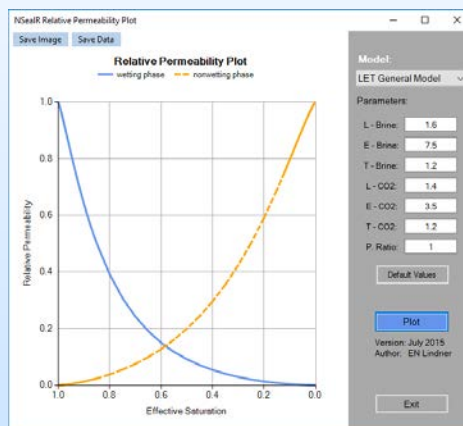 NSealR Relative Permeability Plot
Save Image Save Data
Relative Permeability Plot
wetting phase nonwetting phase
1.0
0.8
0.6
0.4
0.2
0.0
Relative Permeability
1.0 0.8 0.6 0.4 0.2 0.0
Effective Saturation
Model:
LET General Model
Parameters:
L - Brine: 1.6
E - Brine: 7.5
T - Brine: 1.2
L - CO2: 1.4
E - CO2: 3.5
T - CO2: 1.2
P. Ratio: 1
Default Values
Plot
Version: July 2015
Author: EN Lindner
Exit